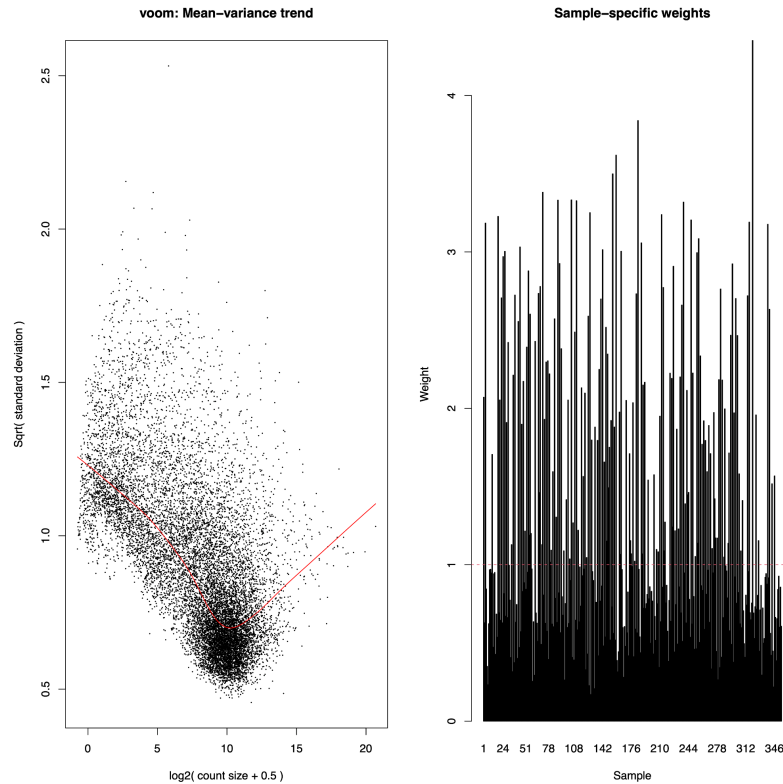 voom: Mean−variance trend
Sqrt( standard deviation )
2.5
2.0
1.5
1.0
0.5
0 5 10 15 20
log2( count size + 0.5 )
Sample−specific weights
Weight
4
3
2
1
0
1 24 51 78 108 142 176 210 244 278 312 346
Sample